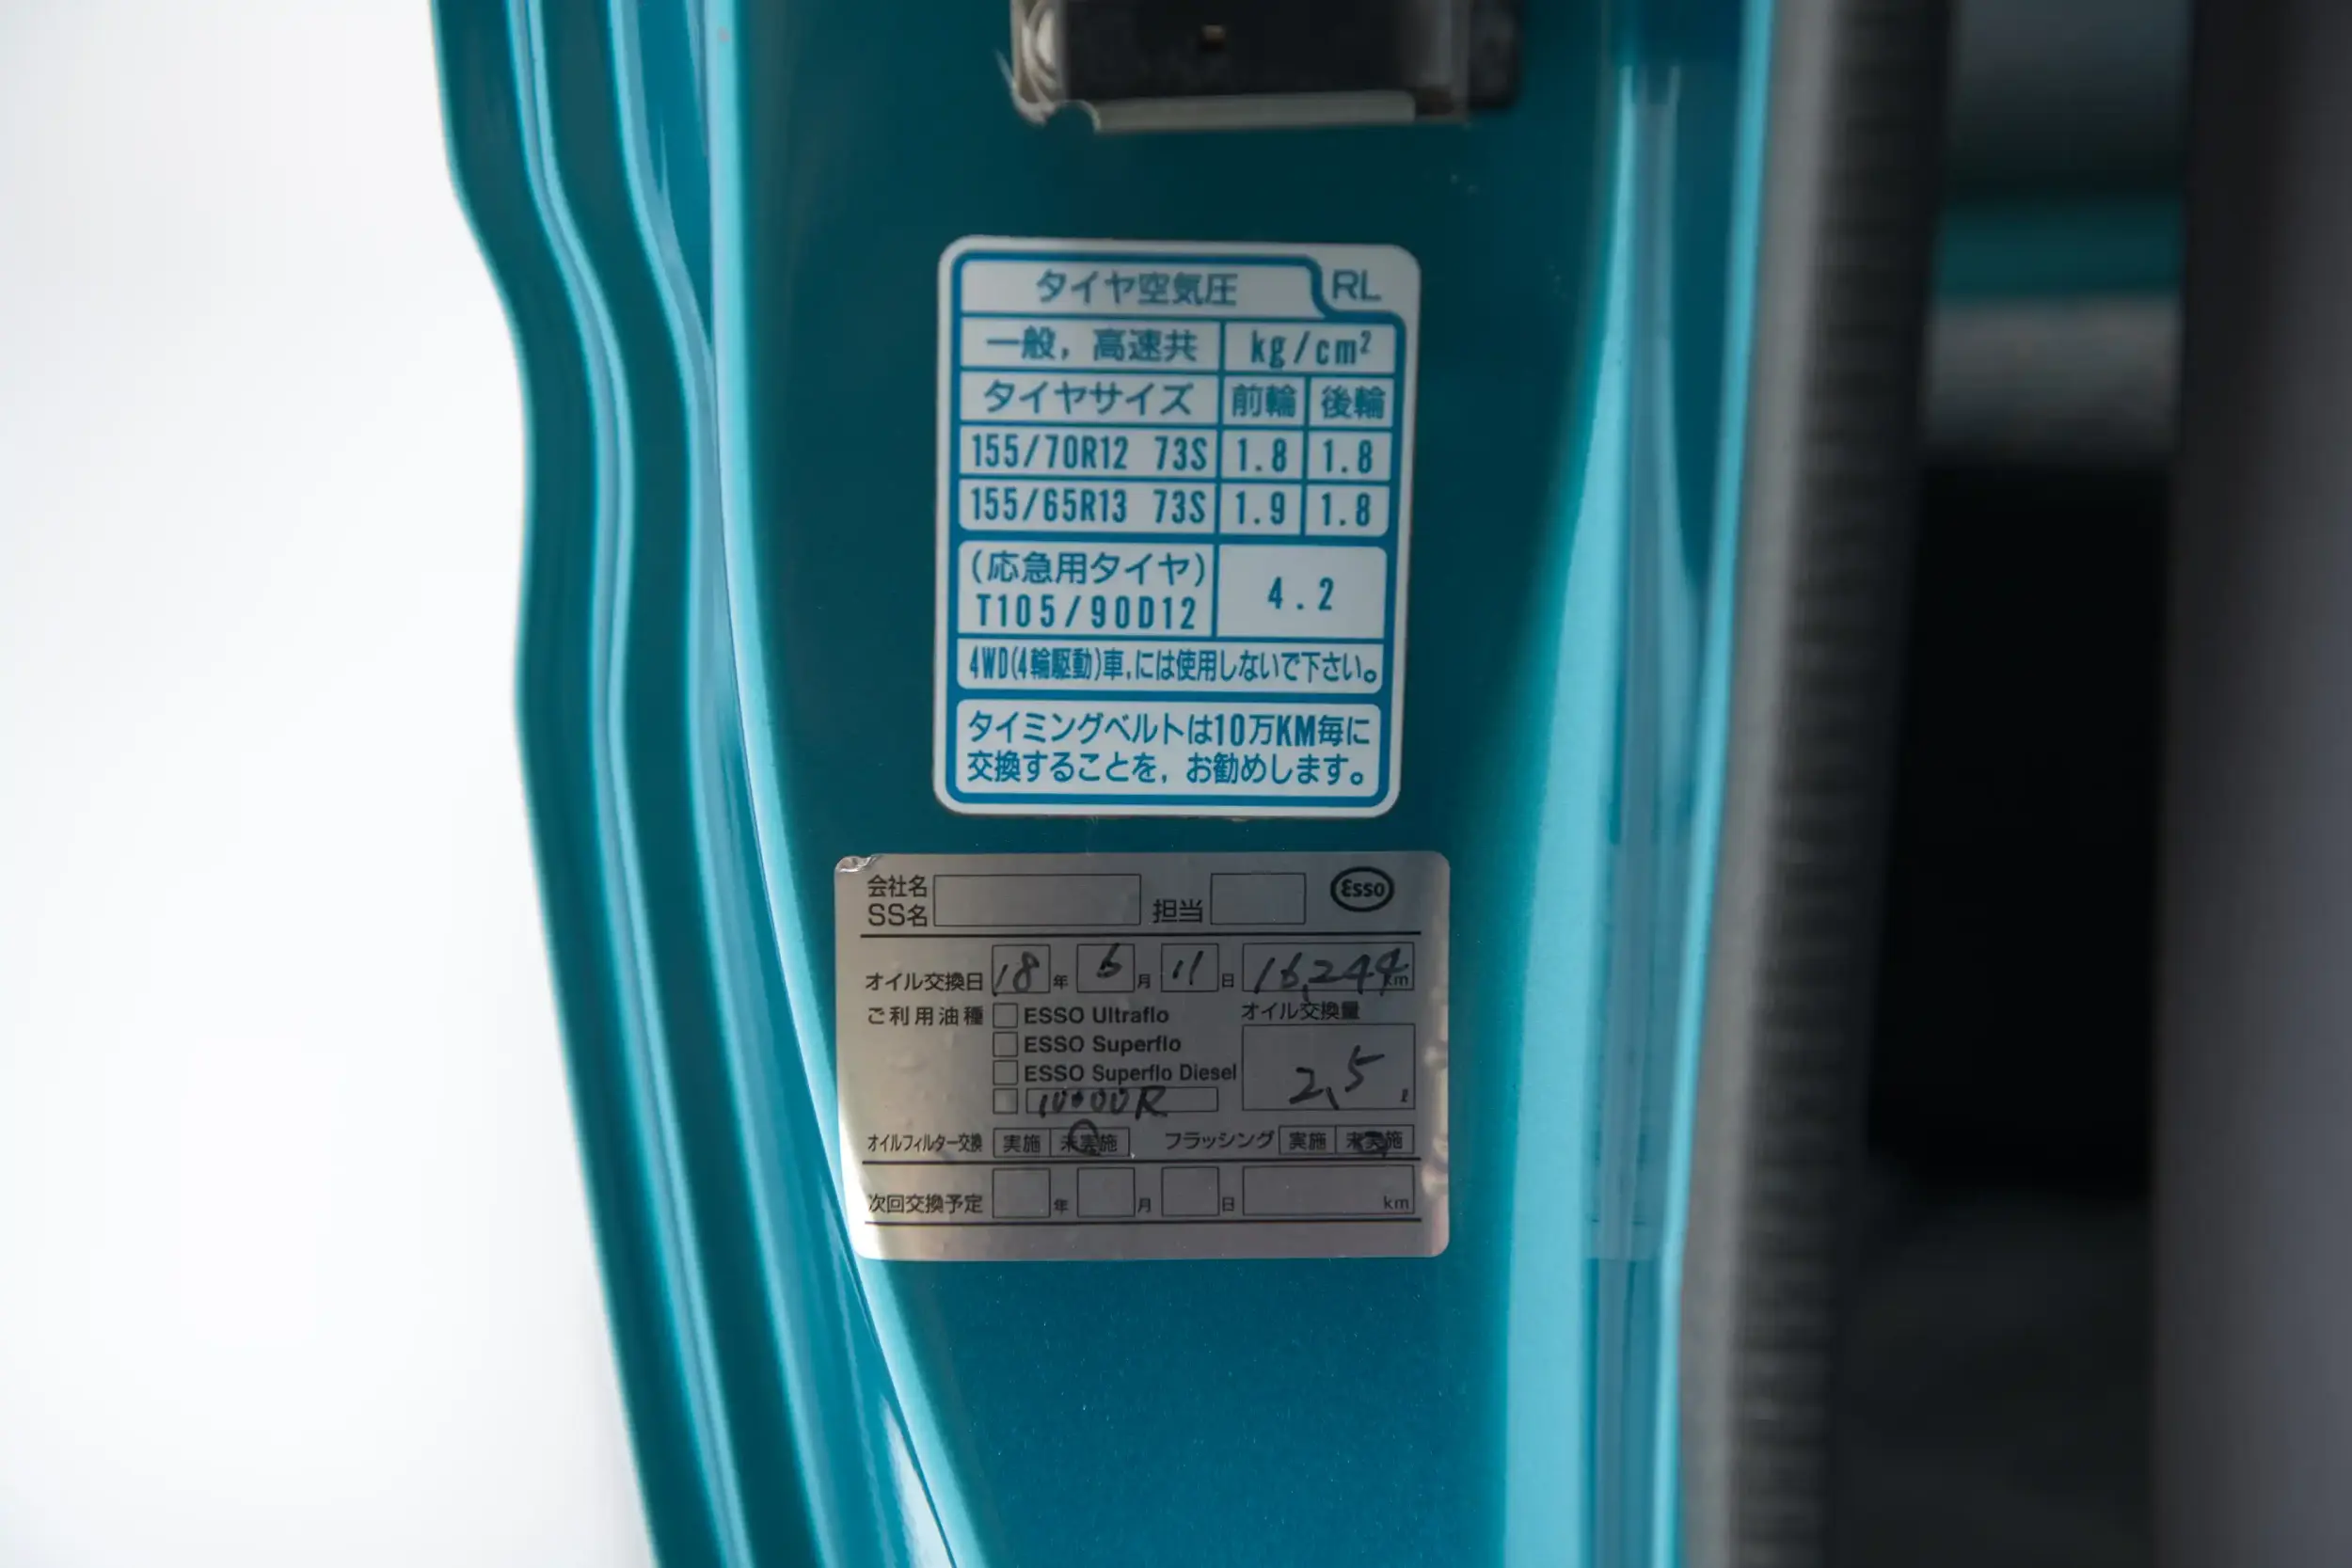 タイヤ空気圧 RL
一般，高速共 kg/cm²
タイヤサイズ 前輪 後輪
155/70R12 73S 1.8 1.8
155/65R13 73S 1.9 1.8
(応急用タイヤ)
T105/90D12 4.2
4WD(4輪駆動)車,には使用しないで下さい。
タイミングベルトは10万KM毎に
交換することを，お勧めします。
会社名
SS名 担当 Esso
オイル交換日 18 年 6 月 11 日 16,244 km
ご利用油種 ESSO Ultraflo オイル交換量
ESSO Superflo
ESSO Superflo Diesel 2,5 ℓ
オイルフィルター交換 実施 未実施 フラッシング 実施 未実施
次回交換予定 年 月 日 km